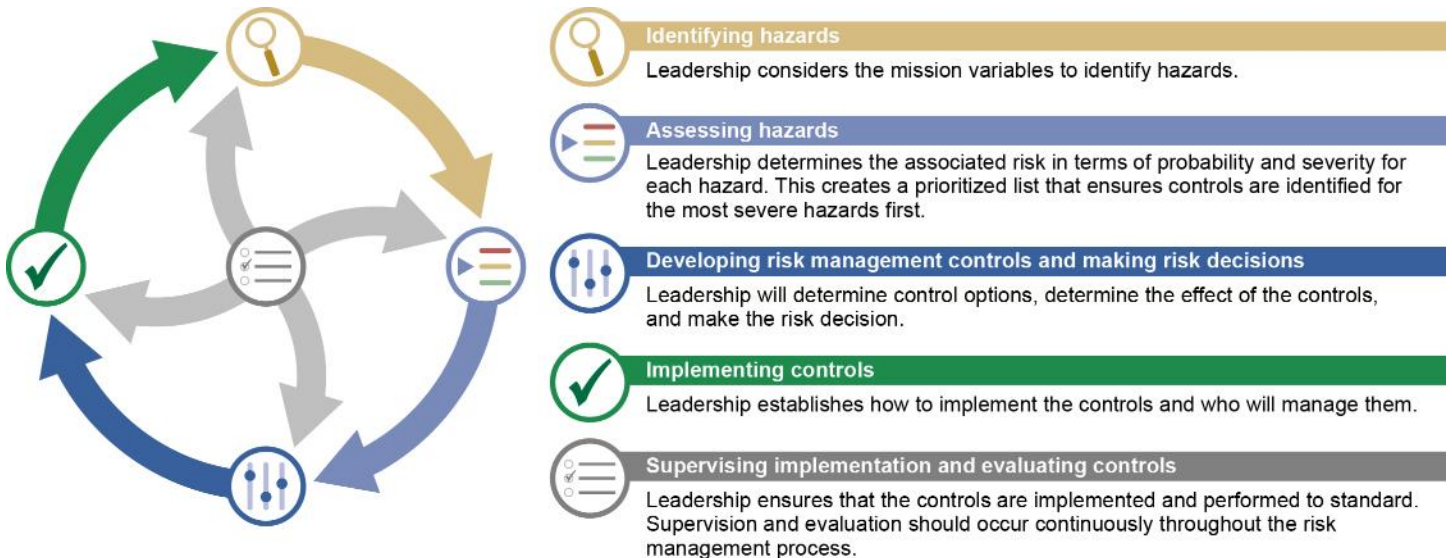 Identifying hazards
Leadership considers the mission variables to identify hazards.
Assessing hazards
Leadership determines the associated risk in terms of probability and severity for
each hazard. This creates a prioritized list that ensures controls are identified for
the most severe hazards first.
Developing risk management controls and making risk decisions
Leadership will determine control options, determine the effect of the controls,
and make the risk decision.
Implementing controls
Leadership establishes how to implement the controls and who will manage them.
Supervising implementation and evaluating controls
Leadership ensures that the controls are implemented and performed to standard.
Supervision and evaluation should occur continuously throughout the risk
management process.